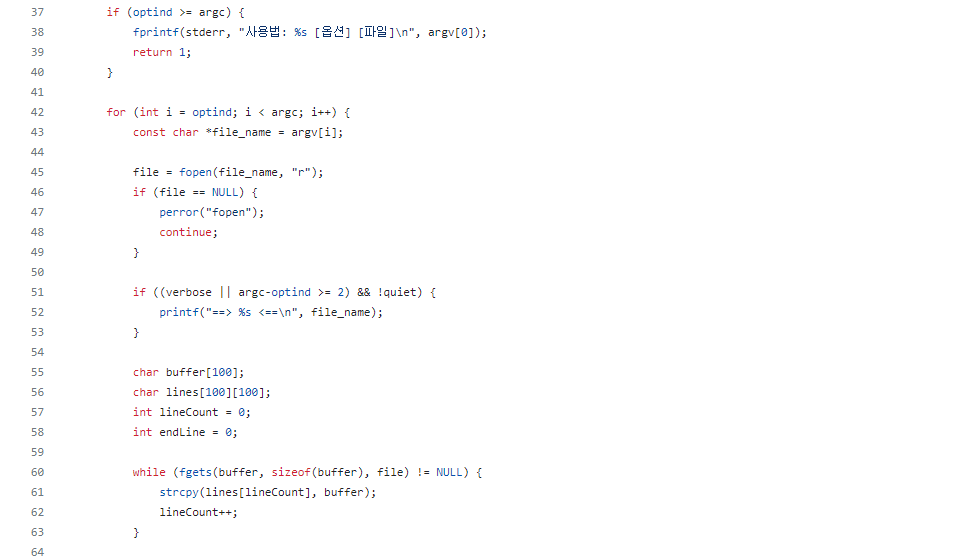 37 if (optind >= argc) {
38 fprintf(stderr, "사용법: %s [옵션] [파일]\n", argv[0]);
39 return 1;
40 }
41
42 for (int i = optind; i < argc; i++) {
43 const char *file_name = argv[i];
44
45 file = fopen(file_name, "r");
46 if (file == NULL) {
47 perror("fopen");
48 continue;
49 }
50
51 if ((verbose || argc-optind >= 2) && !quiet) {
52 printf("==> %s <==\n", file_name);
53 }
54
55 char buffer[100];
56 char lines[100][100];
57 int lineCount = 0;
58 int endLine = 0;
59
60 while (fgets(buffer, sizeof(buffer), file) != NULL) {
61 strcpy(lines[lineCount], buffer);
62 lineCount++;
63 }
64